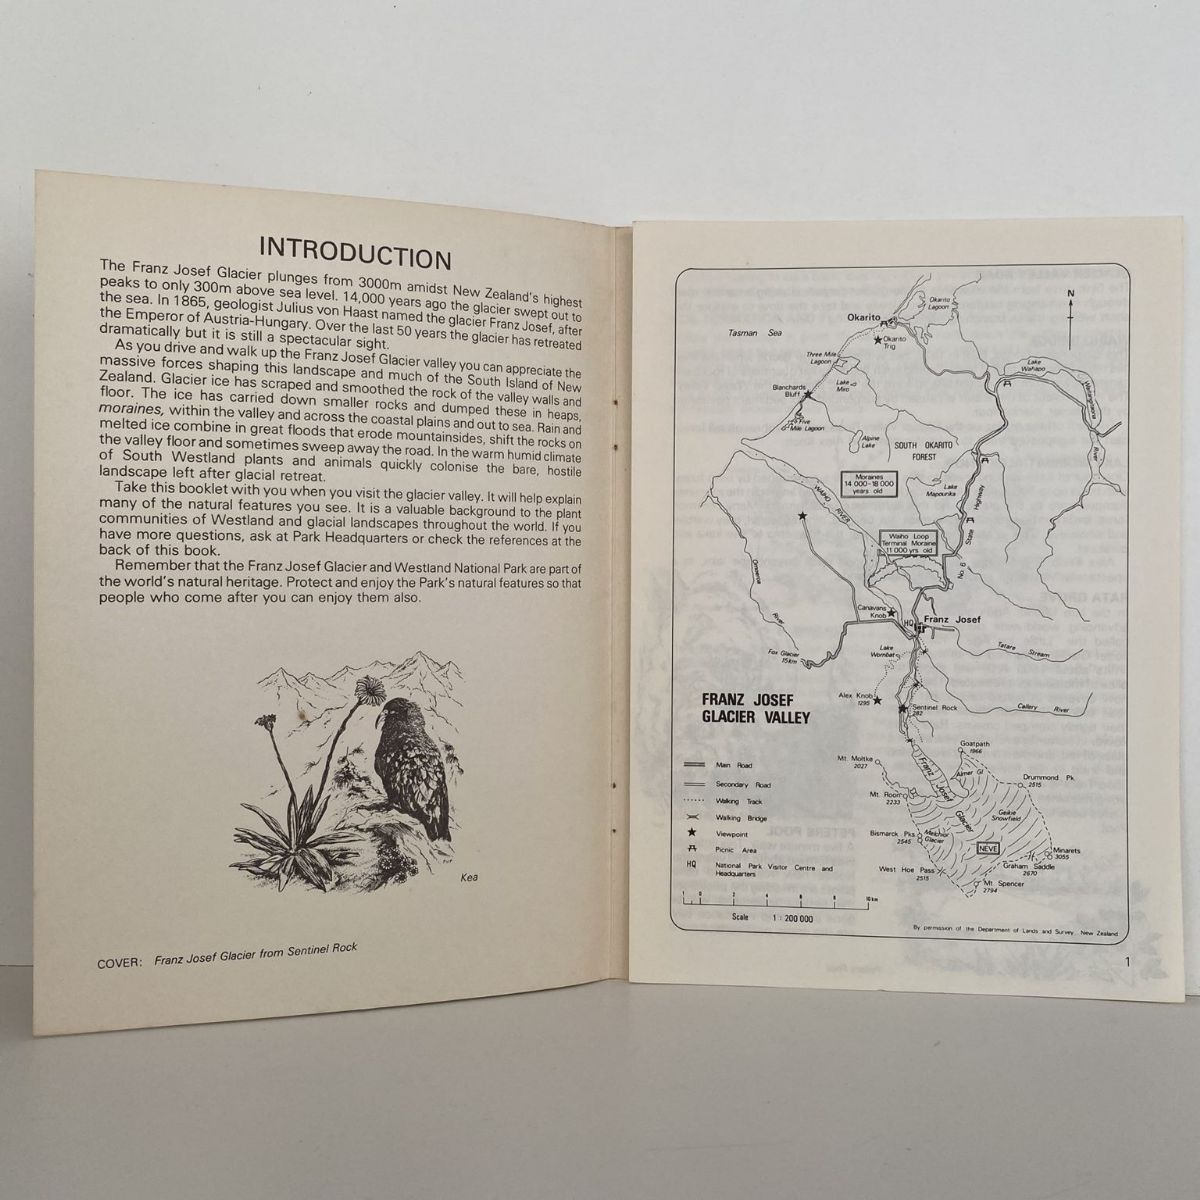 INTRODUCTION
The Franz Josef Glacier plunges from 3000m amidst New Zealand's highest
peaks to only 300m above sea level. 14,000 years ago the glacier swept out to
the sea. In 1865, geologist Julius von Haast named the glacier Franz Josef, after
the Emperor of Austria-Hungary. Over the last 50 years the glacier has retreated
dramatically but it is still a spectacular sight.
As you drive and walk up the Franz Josef Glacier valley you can appreciate the
massive forces shaping this landscape and much of the South Island of New
Zealand. Glacier ice has scraped and smoothed the rock of the valley walls and
floor. The ice has carried down smaller rocks and dumped these in heaps,
moraines, within the valley and across the coastal plains and out to sea. Rain and
melted ice combine in great floods that erode mountainsides, shift the rocks on
the valley floor and sometimes sweep away the road. In the warm humid climate
of South Westland plants and animals quickly colonise the bare, hostile
landscape left after glacial retreat.
Take this booklet with you when you visit the glacier valley. It will help explain
many of the natural features you see. It is a valuable background to the plant
communities of Westland and glacial landscapes throughout the world. If you
have more questions, ask at Park Headquarters or check the references at the
back of this book.
Remember that the Franz Josef Glacier and Westland National Park are part of
the world's natural heritage. Protect and enjoy the Park's natural features so that
people who come after you can enjoy them also.
Kea
COVER: Franz Josef Glacier from Sentinel Rock
N
Tasman Sea
Okarito
Lagoon
Okarito
Okarito
Trig
Three Mile
Lagoon
Lake
Wahapo
Lake
Miro
Blanchards
Bluff
Five
Mile Lagoon
Alpine
Lake
SOUTH OKARITO
FOREST
River
Moraines
14 000-18 000
years old
WAIHO RIVER
Lake
Mapourika
State Highway No. 6
Waiho Loop
Terminal Moraine
11 000 yrs old
Omoeroa River
Canavans
Knob
HQ
Franz Josef
Tatare Stream
Lake
Wombat
Fox Glacier
15km
Alex Knob
1295
Sentinel Rock
282
Callery River
FRANZ JOSEF
GLACIER VALLEY
Goatpath
1966
Mt. Moltke
2027
Franz Josef Glacier
Almer Gl
Drummond Pk.
2515
Mt. Roon
2233
Geikie
Snowfield
Bismarck Pks.
2545
Melchior
Glacier
NÉVÉ
Minarets
3055
West Hoe Pass
2515
Graham Saddle
2670
Mt Spencer
2794
Main Road
Secondary Road
Walking Track
Walking Bridge
Viewpoint
Picnic Area
HQ National Park Visitor Centre and
Headquarters
1 0 2 4 6 8 10 km
Scale 1 : 200 000
By permission of the Department of Lands and Survey, New Zealand
1